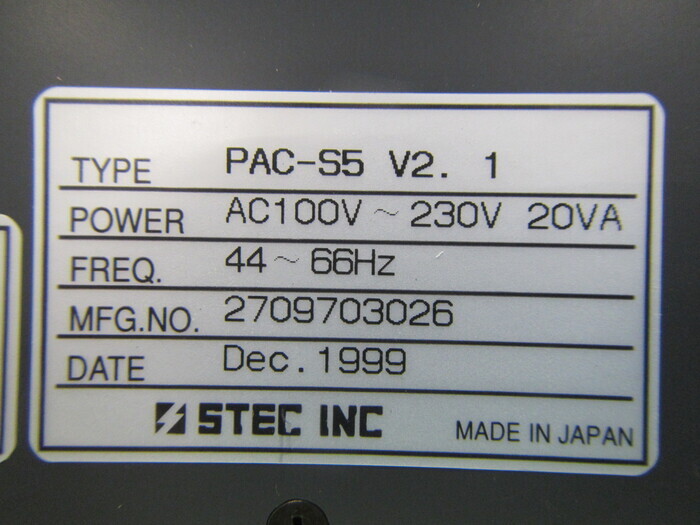 TYPE PAC-S5 V2. 1
POWER AC100V ~ 230V 20VA
FREQ. 44 ~ 66Hz
MFG.NO. 2709703026
DATE Dec. 1999
STEC INC MADE IN JAPAN